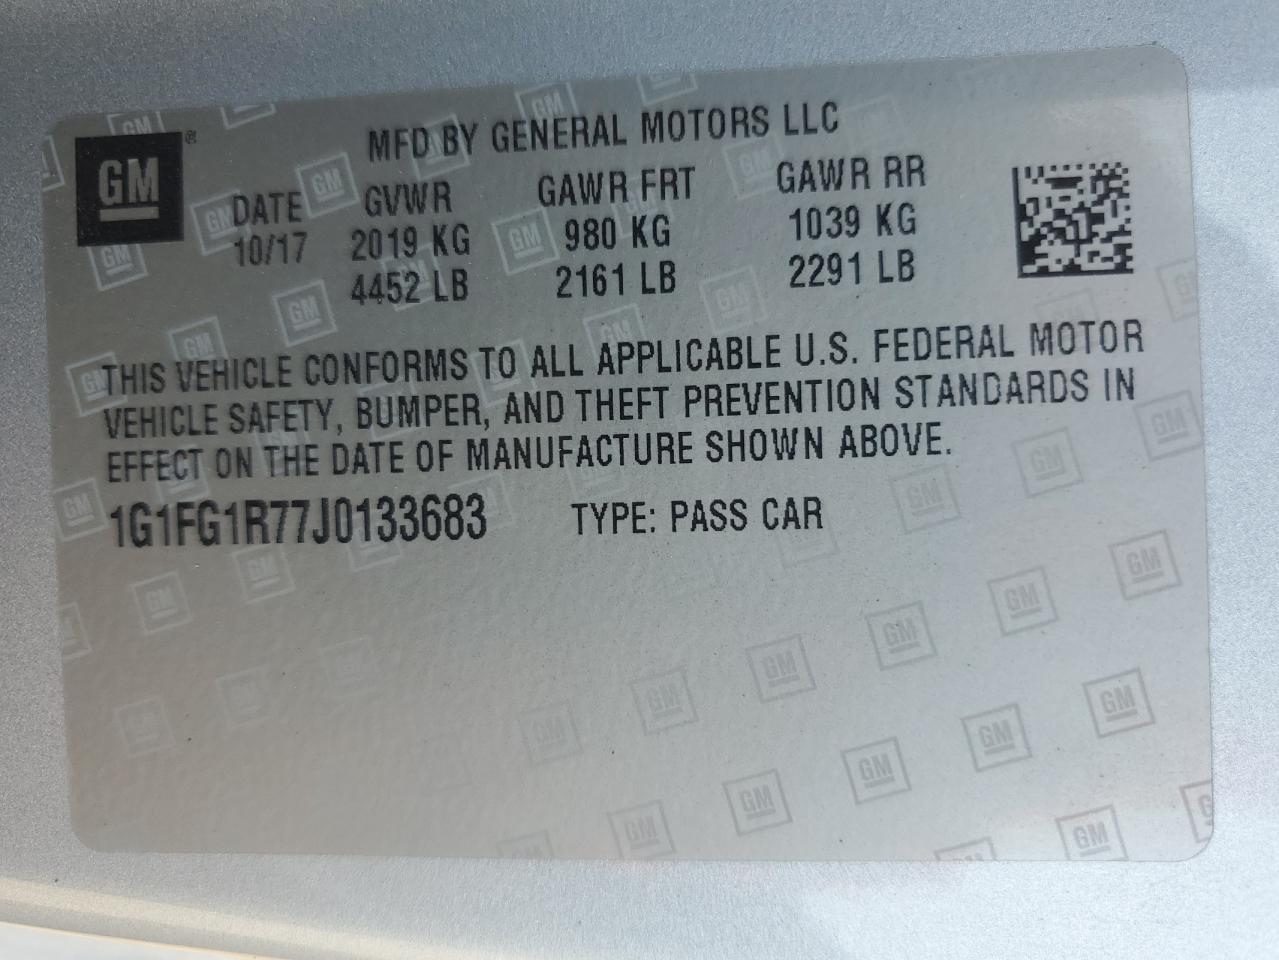 GM ®
MFD BY GENERAL MOTORS LLC
DATE GVWR GAWR FRT GAWR RR
10/17 2019 KG 980 KG 1039 KG
4452 LB 2161 LB 2291 LB
THIS VEHICLE CONFORMS TO ALL APPLICABLE U.S. FEDERAL MOTOR
VEHICLE SAFETY, BUMPER, AND THEFT PREVENTION STANDARDS IN
EFFECT ON THE DATE OF MANUFACTURE SHOWN ABOVE.
1G1FG1R77J0133683 TYPE: PASS CAR